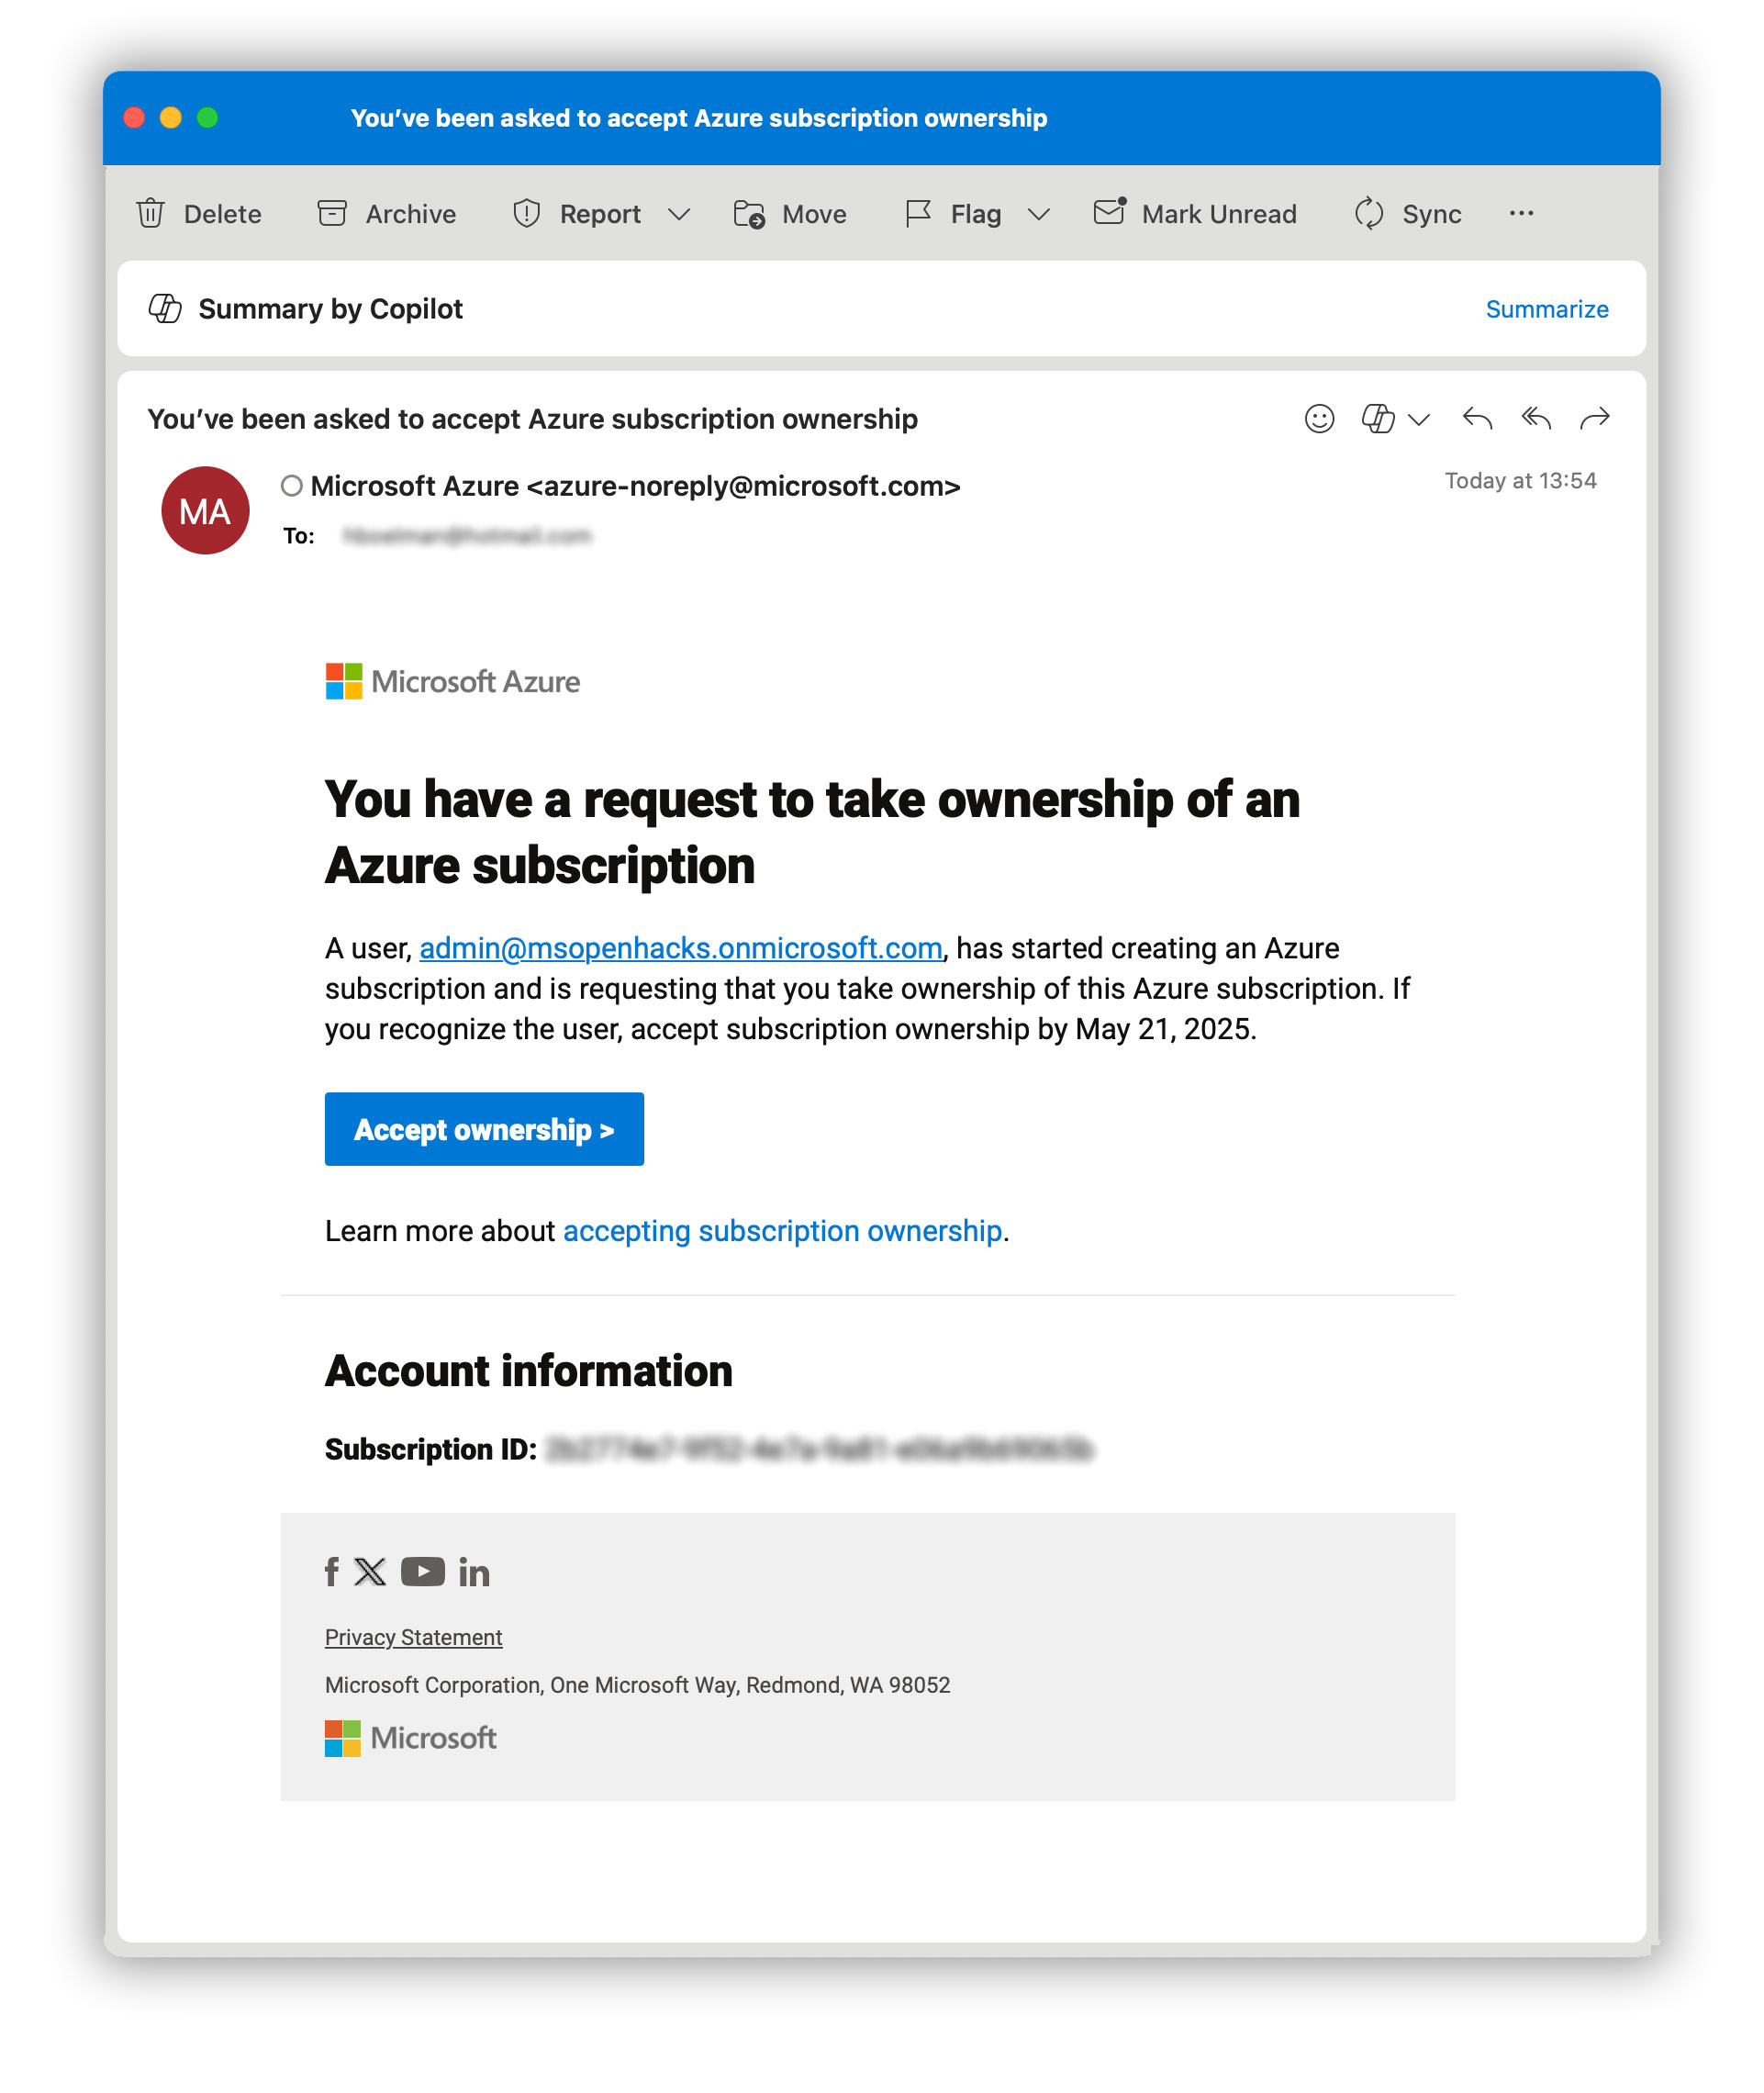 You’ve been asked to accept Azure subscription ownership
Delete Archive Report Move Flag Mark Unread Sync ...
Summary by Copilot Summarize
You’ve been asked to accept Azure subscription ownership
MA
Microsoft Azure <azure-noreply@microsoft.com> Today at 13:54
To:
Microsoft Azure
You have a request to take ownership of an
Azure subscription
A user, admin@msopenhacks.onmicrosoft.com, has started creating an Azure
subscription and is requesting that you take ownership of this Azure subscription. If
you recognize the user, accept subscription ownership by May 21, 2025.
Accept ownership >
Learn more about accepting subscription ownership.
Account information
Subscription ID:
f X in
Privacy Statement
Microsoft Corporation, One Microsoft Way, Redmond, WA 98052
Microsoft